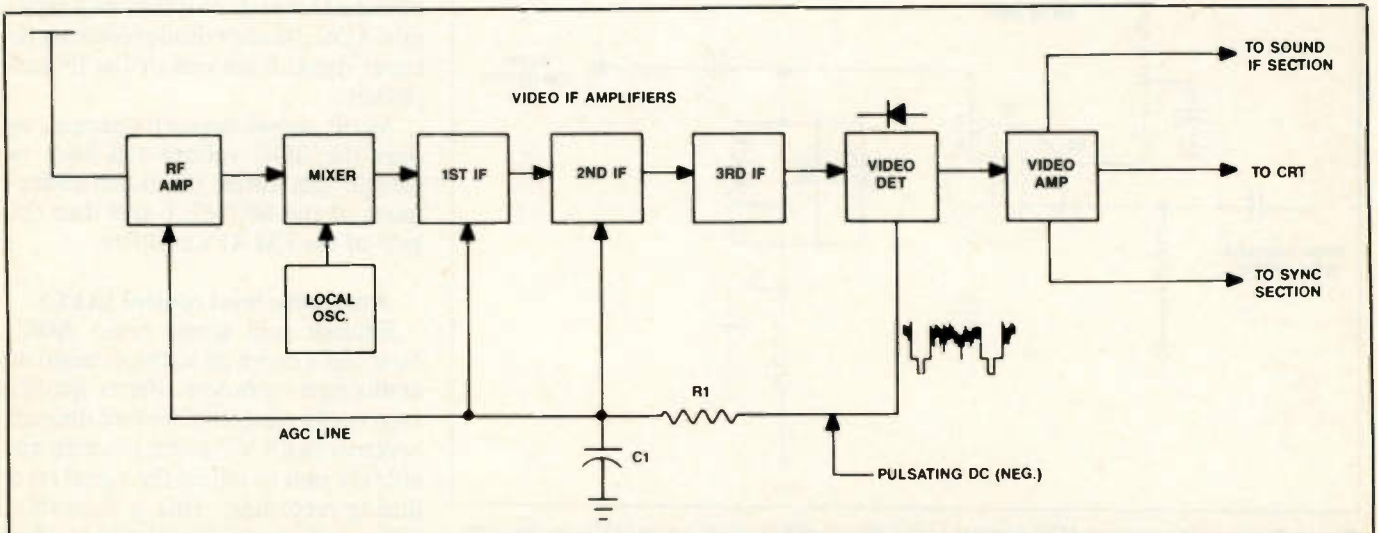 TO SOUND
IF SECTION
VIDEO IF AMPLIFIERS
RF
AMP
MIXER
1ST IF
2ND IF
3RD IF
VIDEO
DET
VIDEO
AMP
TO CRT
LOCAL
OSC.
TO SYNC
SECTION
R1
AGC LINE
C1
PULSATING DC (NEG.)